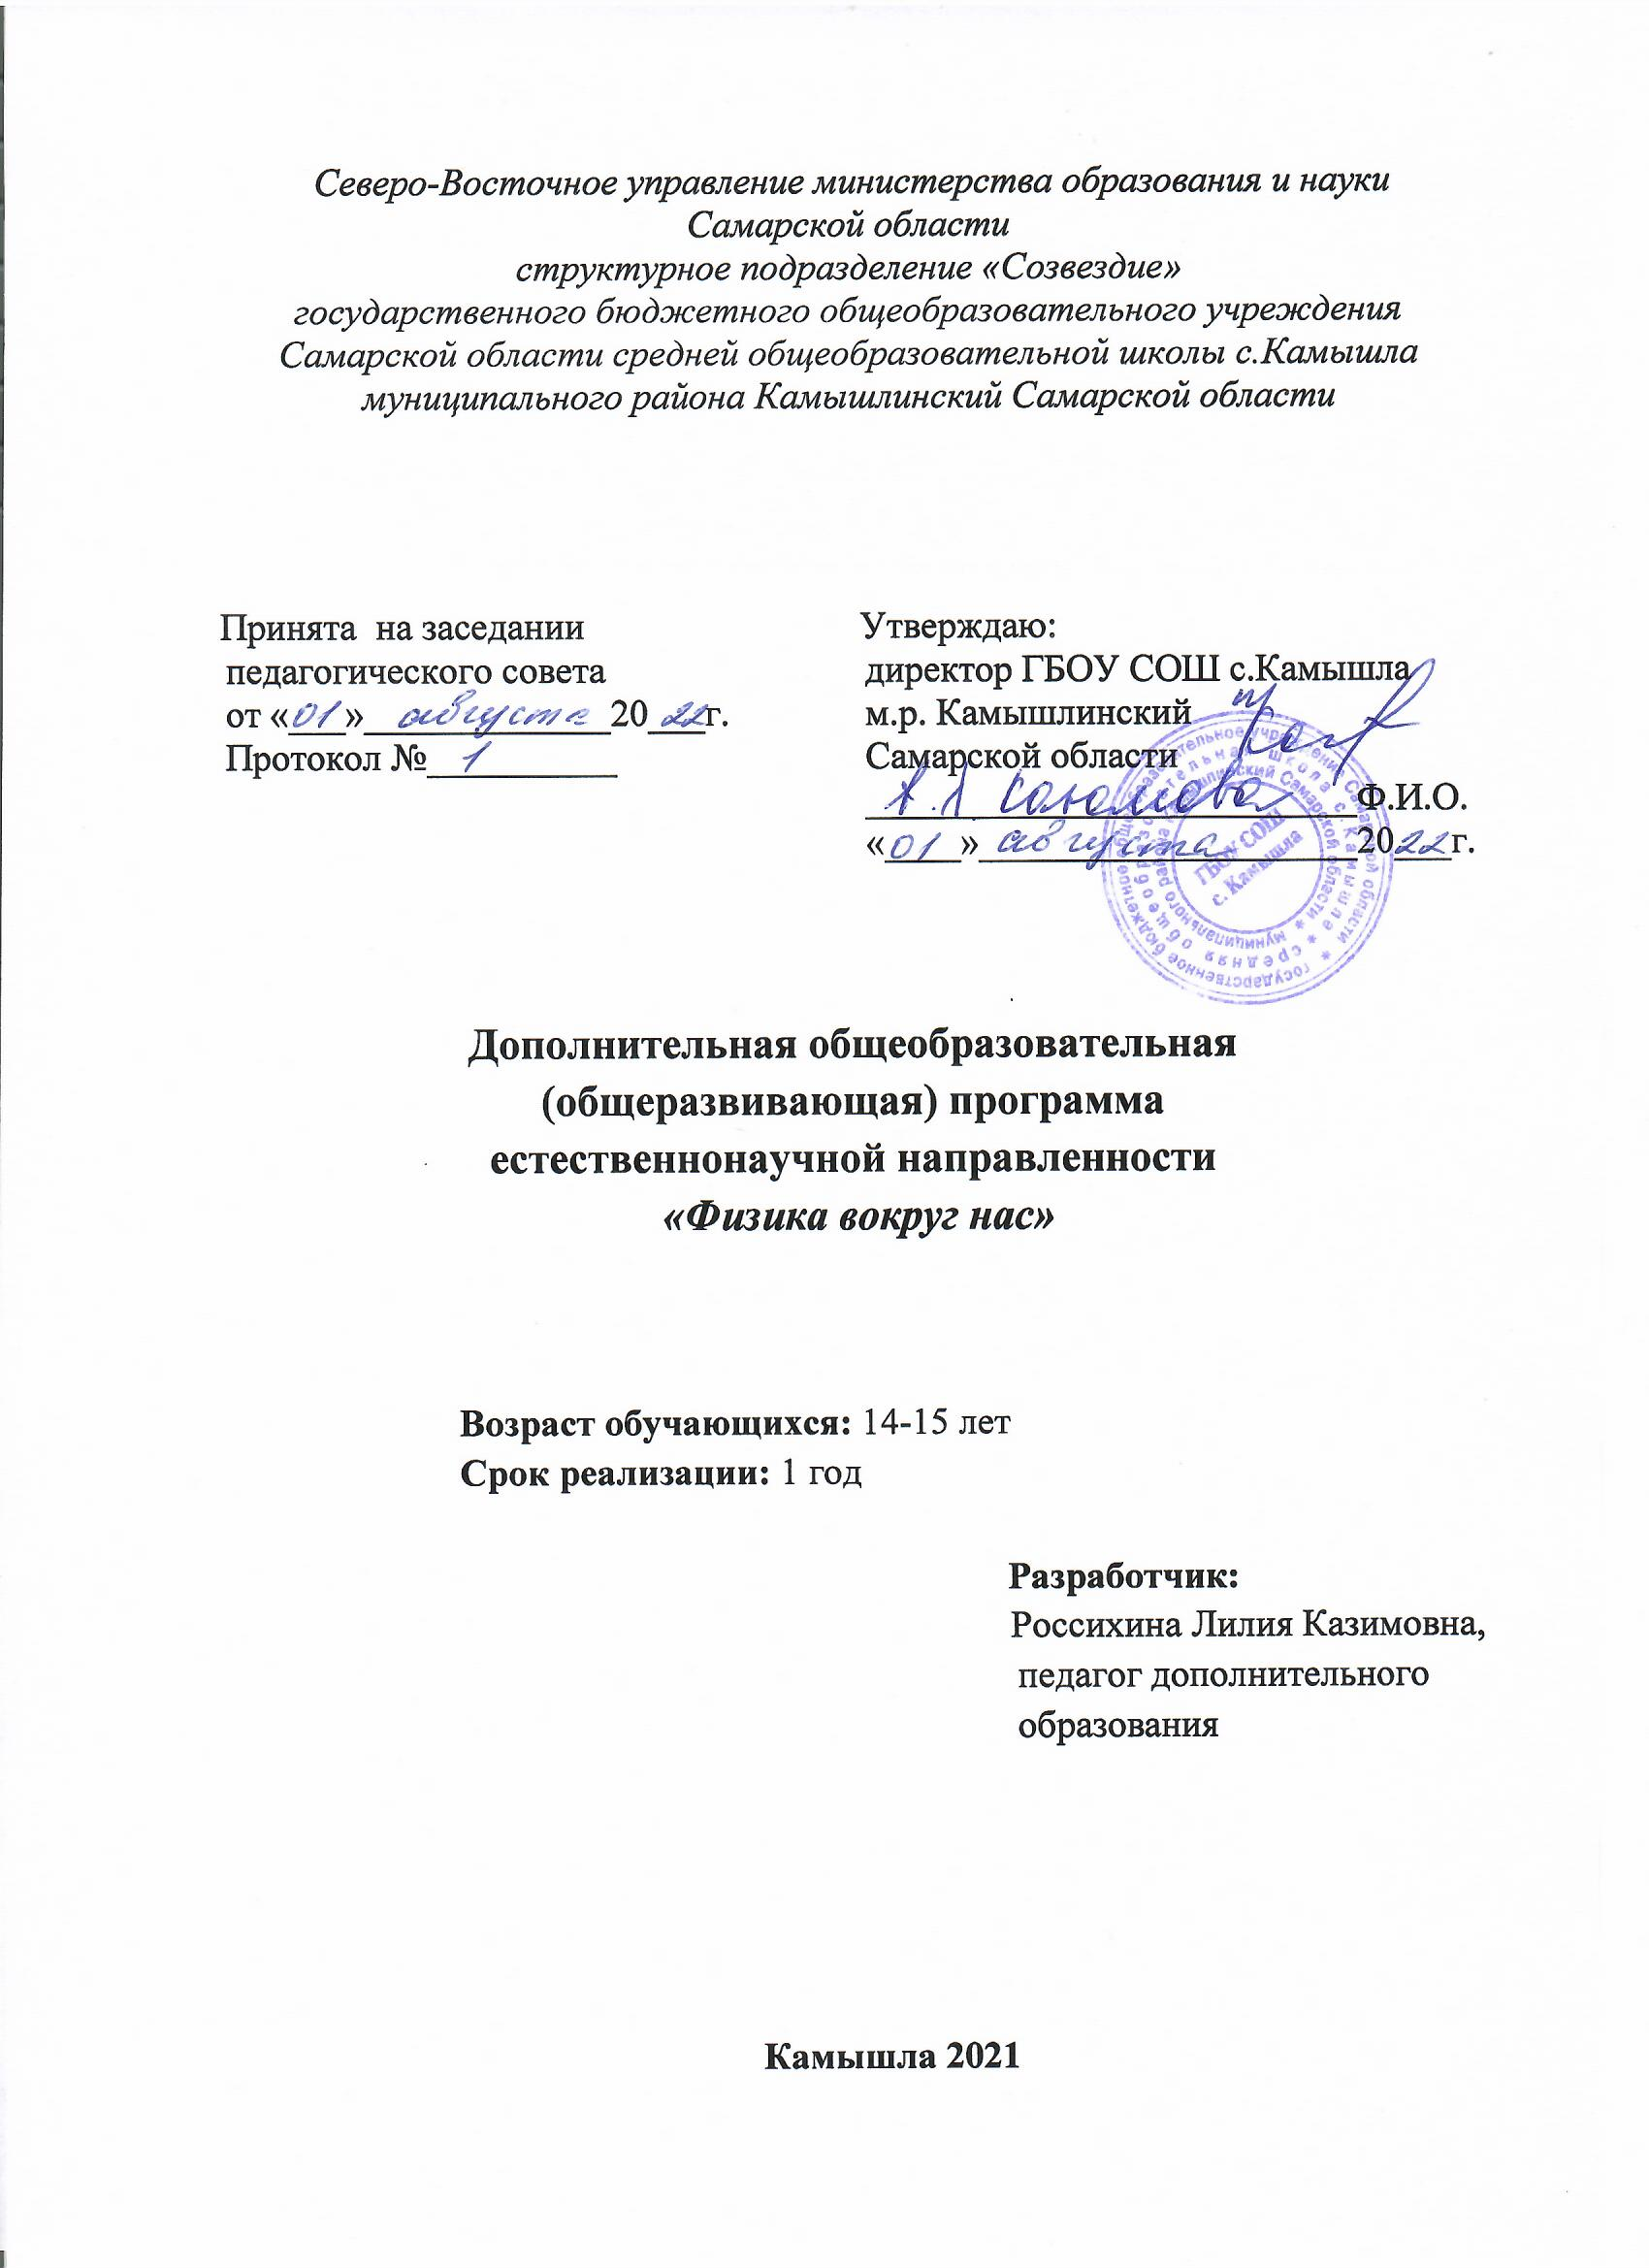 Северо-Восточное управление министерства образования и науки
Самарской области
структурное подразделение «Созвездие»
государственного бюджетного общеобразовательного учреждения
Самарской области средней общеобразовательной школы с.Камышла
муниципального района Камышлинский Самарской области
Принята на заседании
педагогического совета
от «01» августа 2022г.
Протокол № 1
Утверждаю:
директор ГБОУ СОШ с.Камышла
м.р. Камышлинский
Самарской области
Ф.И.О.
«01» августа 2022г.
ГБОУ СОШ
с. Камышла
Дополнительная общеобразовательная
(общеразвивающая) программа
естественнонаучной направленности
«Физика вокруг нас»
Возраст обучающихся: 14-15 лет
Срок реализации: 1 год
Разработчик:
Россихина Лилия Казимовна,
педагог дополнительного
образования
Камышла 2021